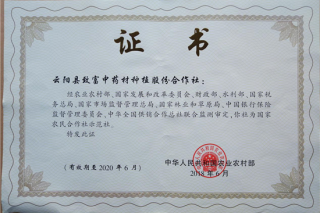 证书
云阳县致富中药材种植股份合作社：
经农业农村部、国家发展和改革委员会、财政部、水利部、国家税
务总局、国家市场监督管理总局、国家林业和草原局、中国银行保险
监督管理委员会、中华全国供销合作总社联合监测审定，你社为国家
农民合作社示范社。
特发此证
（有效期至2020年6月）
中华人民共和国农业农村部
2018年6月